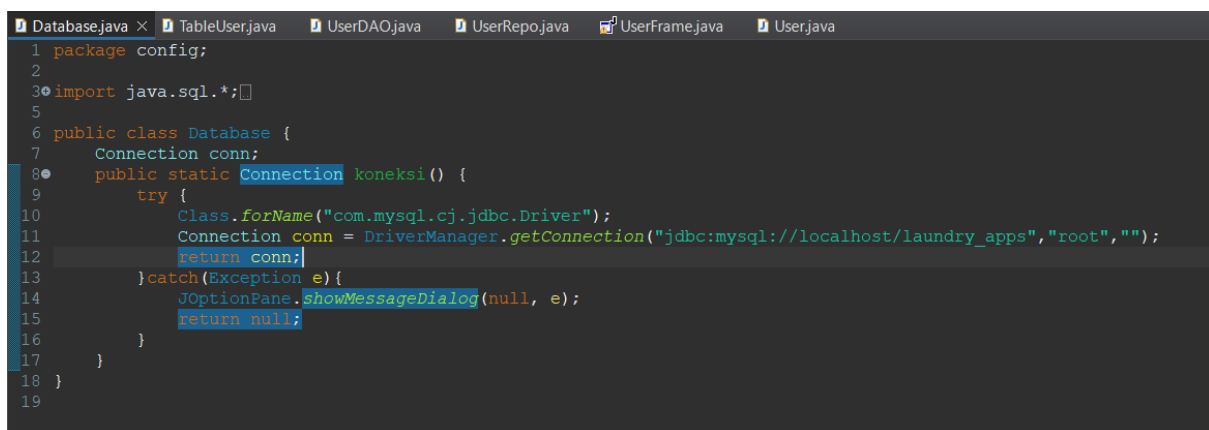 Database.java × TableUser.java UserDAO.java UserRepo.java UserFrame.java User.java
1 package config;
2
3 import java.sql.*;
5
6 public class Database {
7     Connection conn;
8     public static Connection koneksi() {
9         try {
10             Class.forName("com.mysql.cj.jdbc.Driver");
11             Connection conn = DriverManager.getConnection("jdbc:mysql://localhost/laundry_apps","root","");
12             return conn;
13         }catch(Exception e){
14             JOptionPane.showMessageDialog(null, e);
15             return null;
16         }
17     }
18 }
19